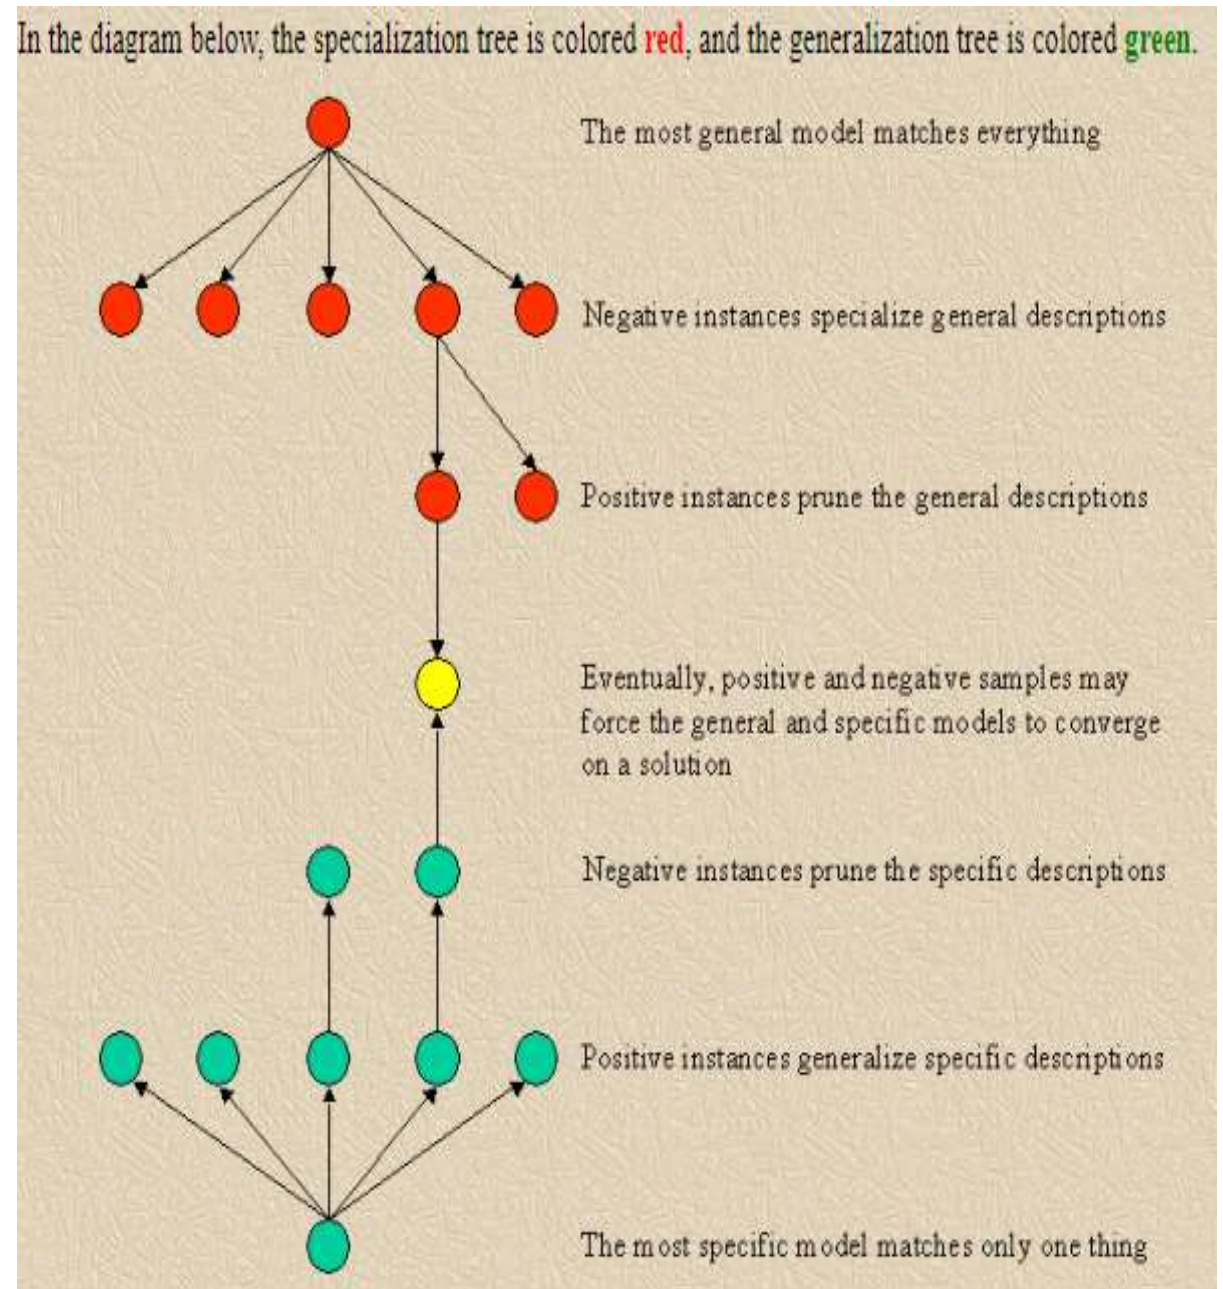 In the diagram below, the specialization tree is colored red, and the generalization tree is colored green.
The most general model matches everything
Negative instances specialize general descriptions
Positive instances prune the general descriptions
Eventually, positive and negative samples may
force the general and specific models to converge
on a solution
Negative instances prune the specific descriptions
Positive instances generalize specific descriptions
The most specific model matches only one thing